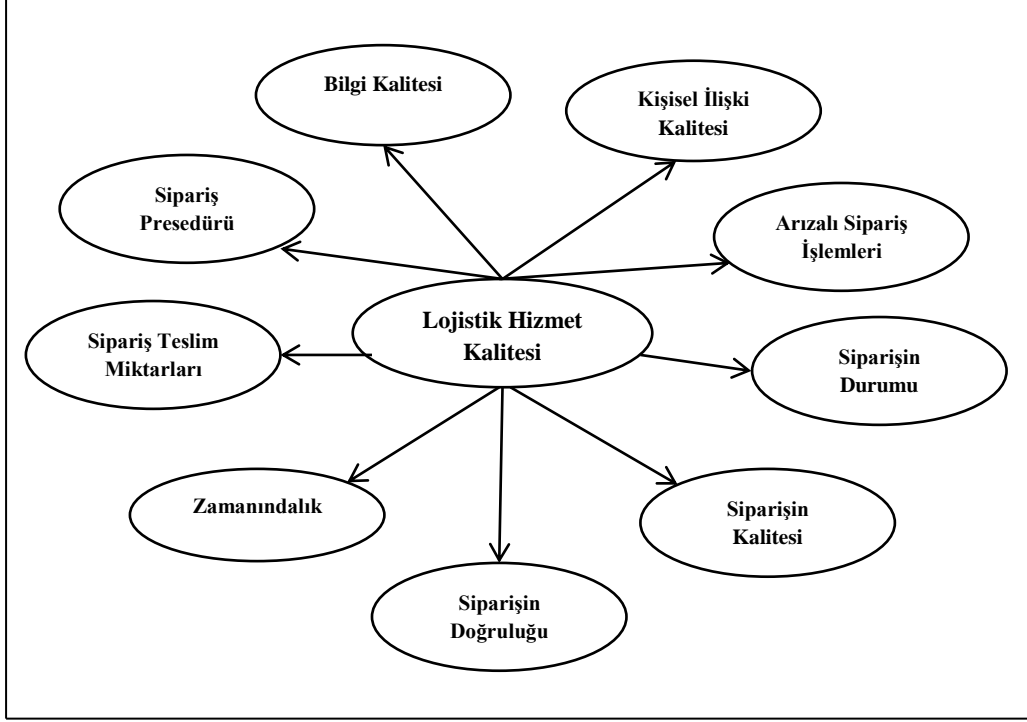 Bilgi Kalitesi
Kişisel İlişki
Kalitesi
Sipariş
Presedürü
Arızalı Sipariş
İşlemleri
Lojistik Hizmet
Kalitesi
Sipariş Teslim
Miktarları
Siparişin
Durumu
Zamanındalık
Siparişin
Kalitesi
Siparişin
Doğruluğu